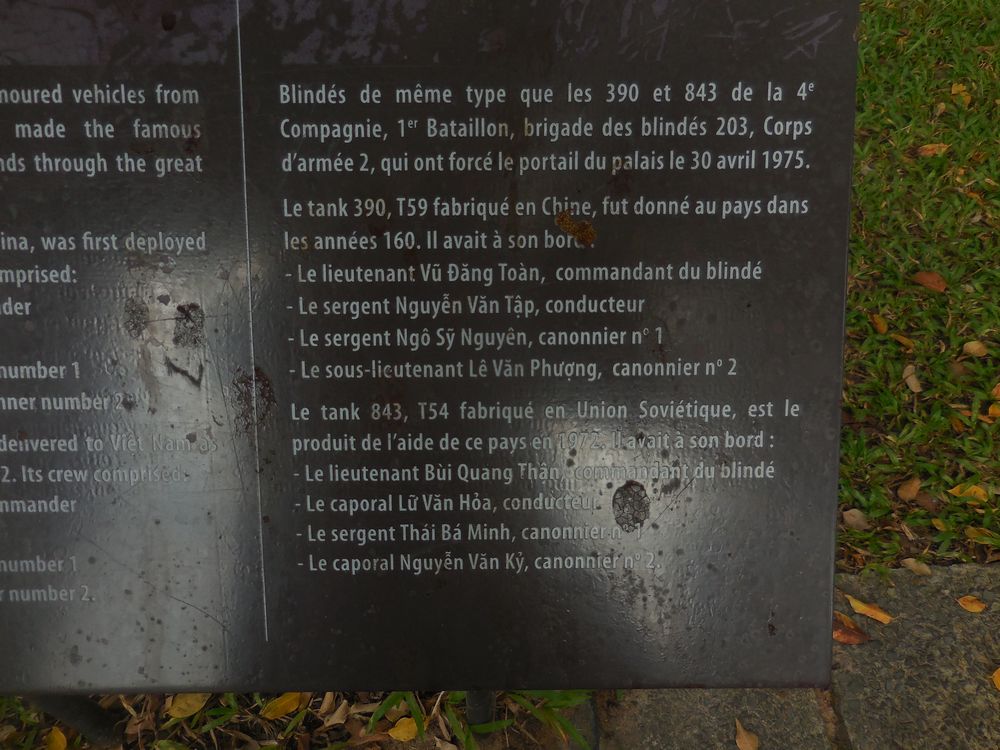 moured vehicles from
made the famous
nds through the great
ina, was first deployed
mprised:
nder
number 1
nner number 2
delivered to Việt Nam as
2. Its crew comprised:
mmander
number 1
r number 2.
Blindés de même type que les 390 et 843 de la 4e
Compagnie, 1er Bataillon, brigade des blindés 203, Corps
d'armée 2, qui ont forcé le portail du palais le 30 avril 1975.
Le tank 390, T59 fabriqué en Chine, fut donné au pays dans
les années 160. Il avait à son bord :
- Le lieutenant Vũ Đăng Toàn, commandant du blindé
- Le sergent Nguyễn Văn Tập, conducteur
- Le sergent Ngô Sỹ Nguyên, canonnier nº 1
- Le sous-lieutenant Lê Văn Phượng, canonnier nº 2
Le tank 843, T54 fabriqué en Union Soviétique, est le
produit de l'aide de ce pays en 1972. Il avait à son bord :
- Le lieutenant Bùi Quang Thận, commandant du blindé
- Le caporal Lữ Văn Hỏa, conducteur
- Le sergent Thái Bá Minh, canonnier nº 1
- Le caporal Nguyễn Văn Kỷ, canonnier nº 2.